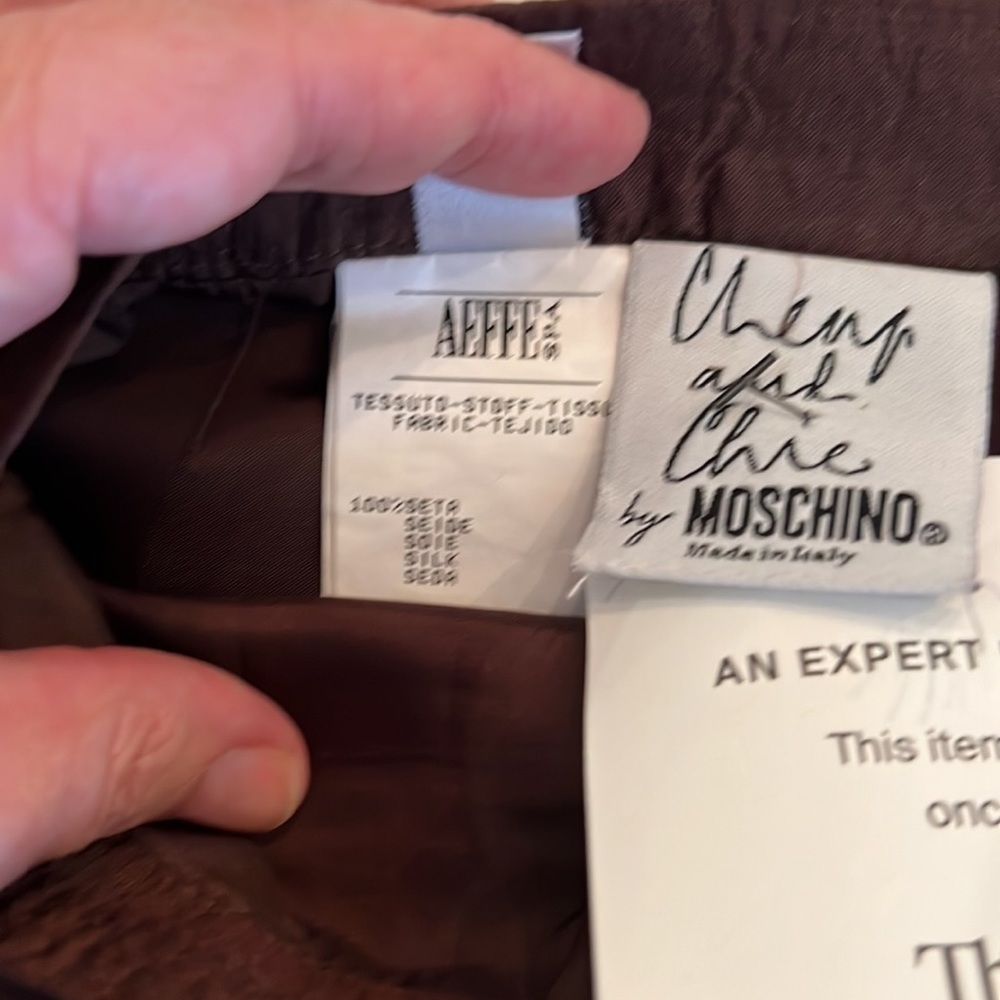 AEFFE SPA
TESSUTO-STOFF-TISSU
FABRIC-TEJIDO
100%SETA
SEIDE
SOIE
SILK
SEDA
Cheap
and
Chic
by MOSCHINO®
Made in Italy
AN EXPERT
This item
onc
Th